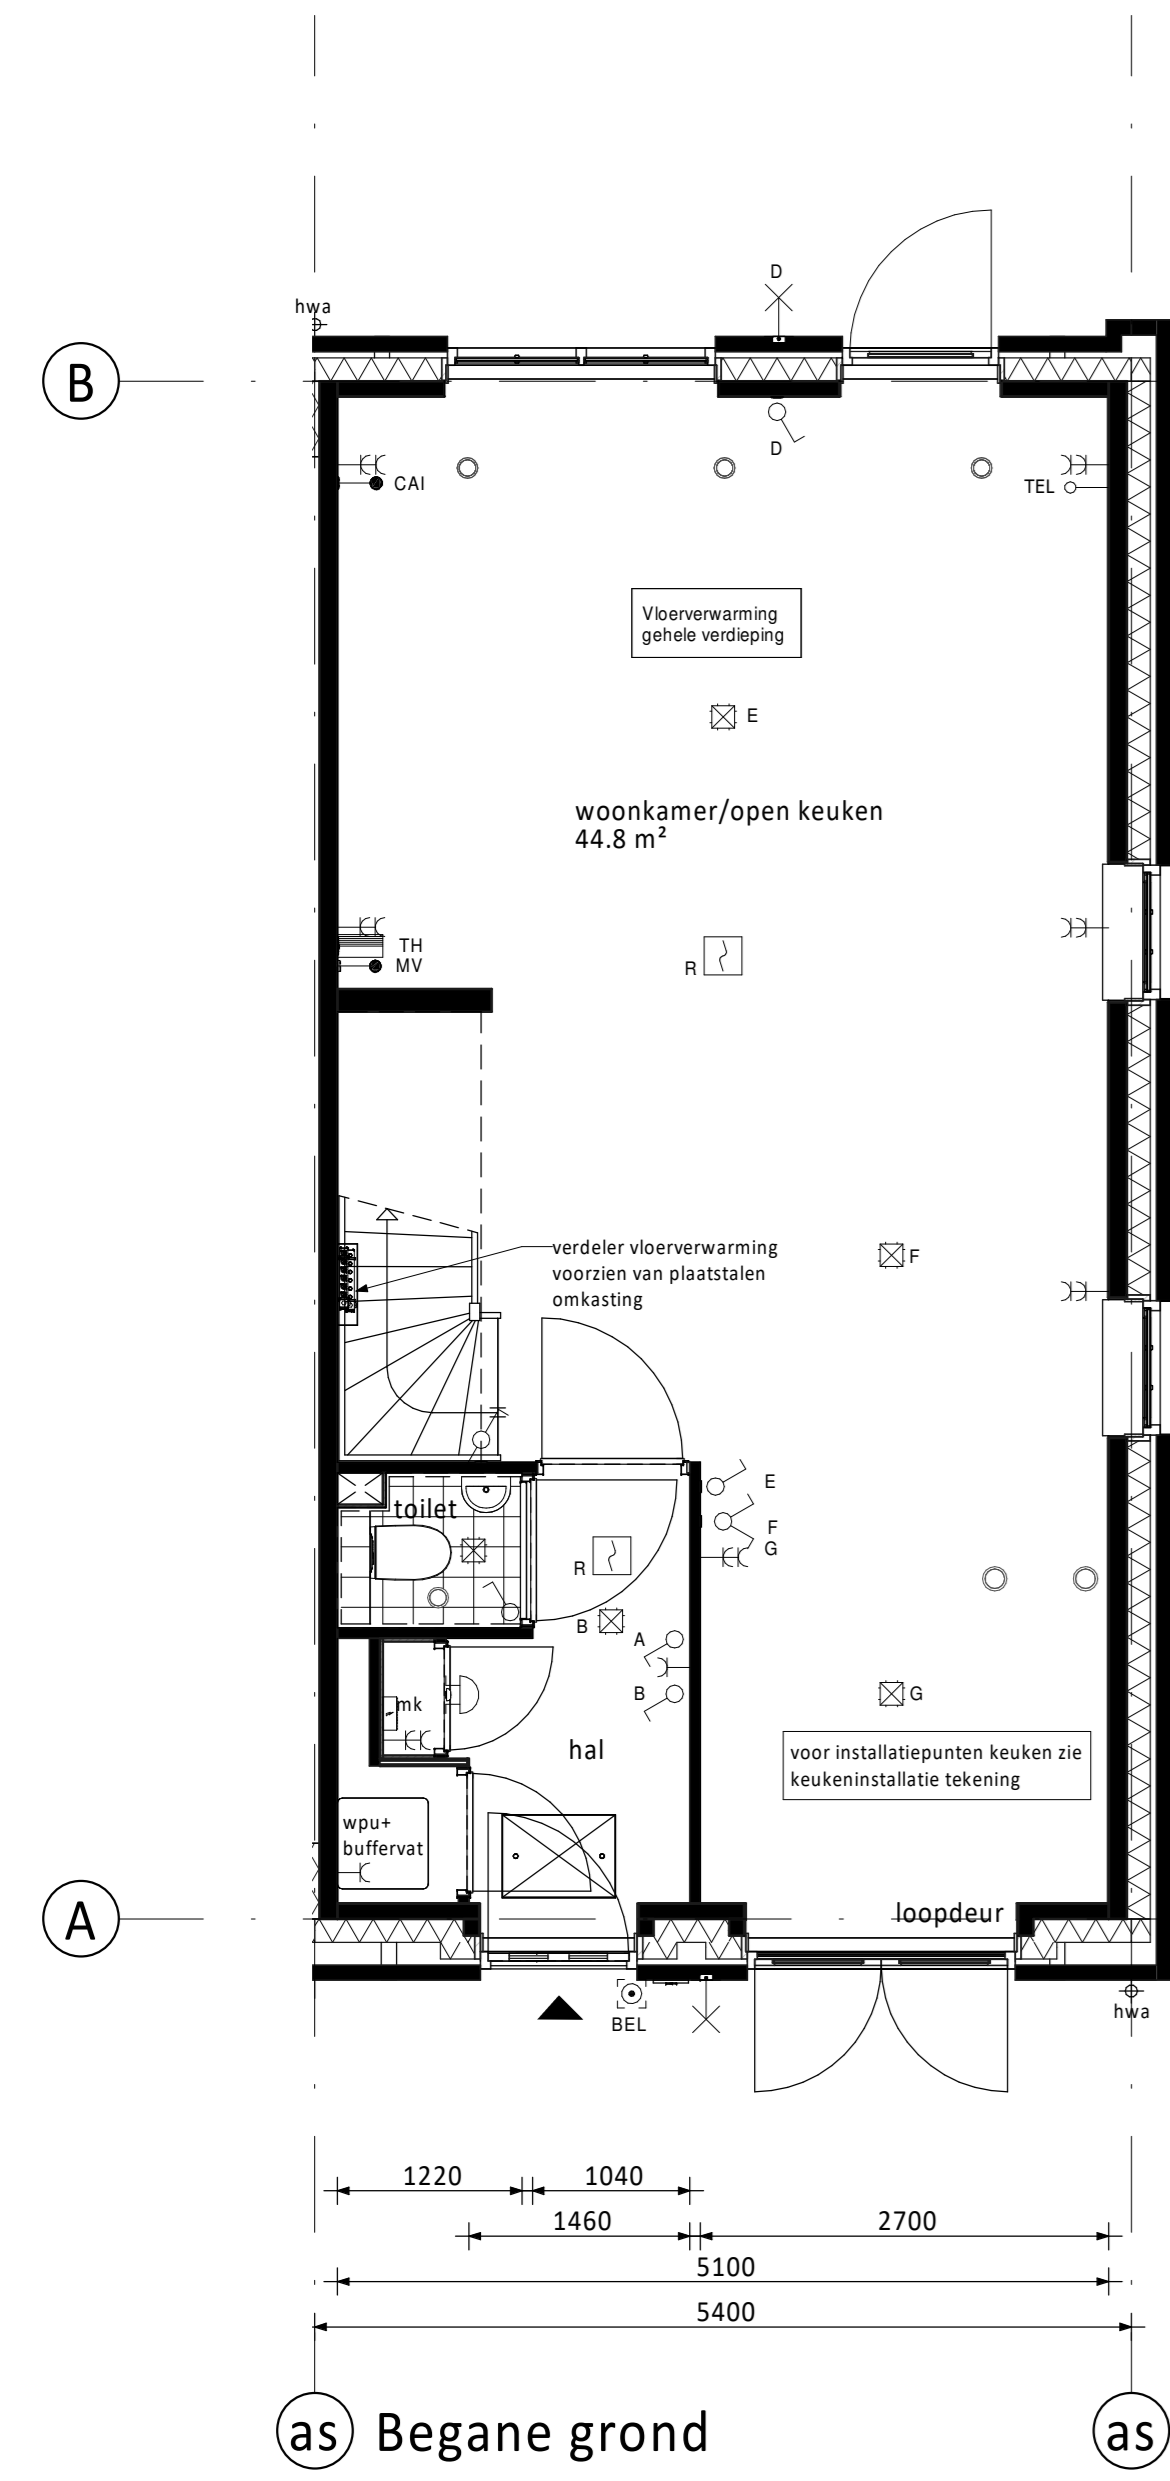 D
hwa
B
D
CAI
TEL
Vloerverwarming
gehele verdieping
E
woonkamer/open keuken
44.8 m²
TH
MV
R
verdeler vloerverwarming
voorzien van plaatstalen
omkasting
F
toilet
E
F
G
R
B
A
B
mk
G
hal
voor installatiepunten keuken zie
keukeninstallatie tekening
wpu+
buffervat
A
loopdeur
BEL
hwa
1220
1040
1460
2700
5100
5400
as
Begane grond
as